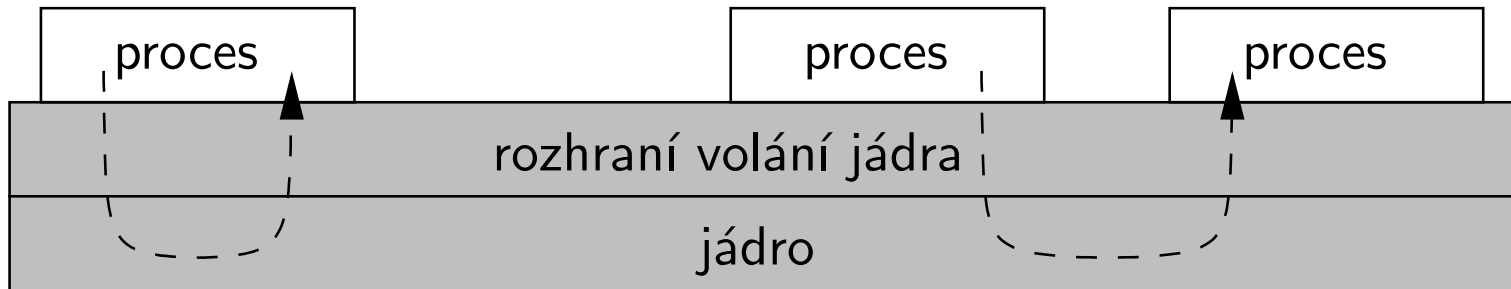 proces
proces
proces
rozhraní volání jádra
jádro